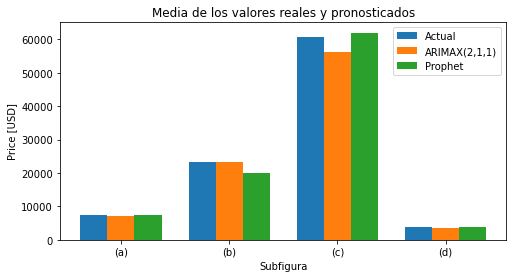 Media de los valores reales y pronosticados
Actual
ARIMAX(2,1,1)
Prophet
Price [USD]
60000
50000
40000
30000
20000
10000
0
(a)
(b)
(c)
(d)
Subfigura